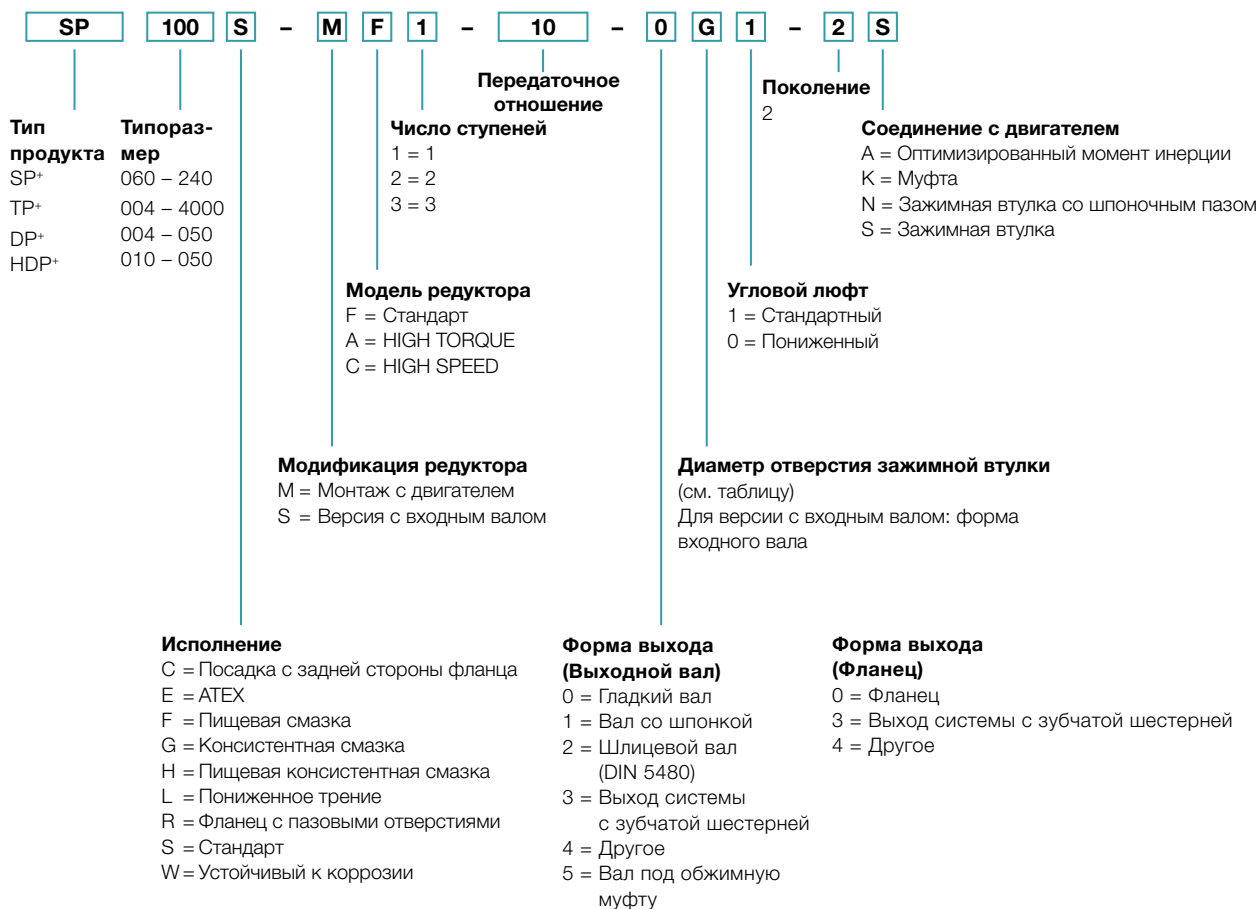 SP 100 S – M F 1 – 10 – 0 G 1 – 2 S
Передаточное
отношение
Поколение
2
Тип
продукта
SP+
TP+
DP+
HDP+
Типораз-
мер
060 – 240
004 – 4000
004 – 050
010 – 050
Число ступеней
1 = 1
2 = 2
3 = 3
Соединение с двигателем
A = Оптимизированный момент инерции
K = Муфта
N = Зажимная втулка со шпоночным пазом
S = Зажимная втулка
Модель редуктора
F = Стандарт
A = HIGH TORQUE
C = HIGH SPEED
Угловой люфт
1 = Стандартный
0 = Пониженный
Модификация редуктора
M = Монтаж с двигателем
S = Версия с входным валом
Диаметр отверстия зажимной втулки
(см. таблицу)
Для версии с входным валом: форма
входного вала
Исполнение
C = Посадка с задней стороны фланца
E = ATEX
F = Пищевая смазка
G = Консистентная смазка
H = Пищевая консистентная смазка
L = Пониженное трение
R = Фланец с пазовыми отверстиями
S = Стандарт
W = Устойчивый к коррозии
Форма выхода
(Выходной вал)
0 = Гладкий вал
1 = Вал со шпонкой
2 = Шлицевой вал
(DIN 5480)
3 = Выход системы
с зубчатой шестерней
4 = Другое
5 = Вал под обжимную
муфту
Форма выхода
(Фланец)
0 = Фланец
3 = Выход системы с зубчатой шестерней
4 = Другое